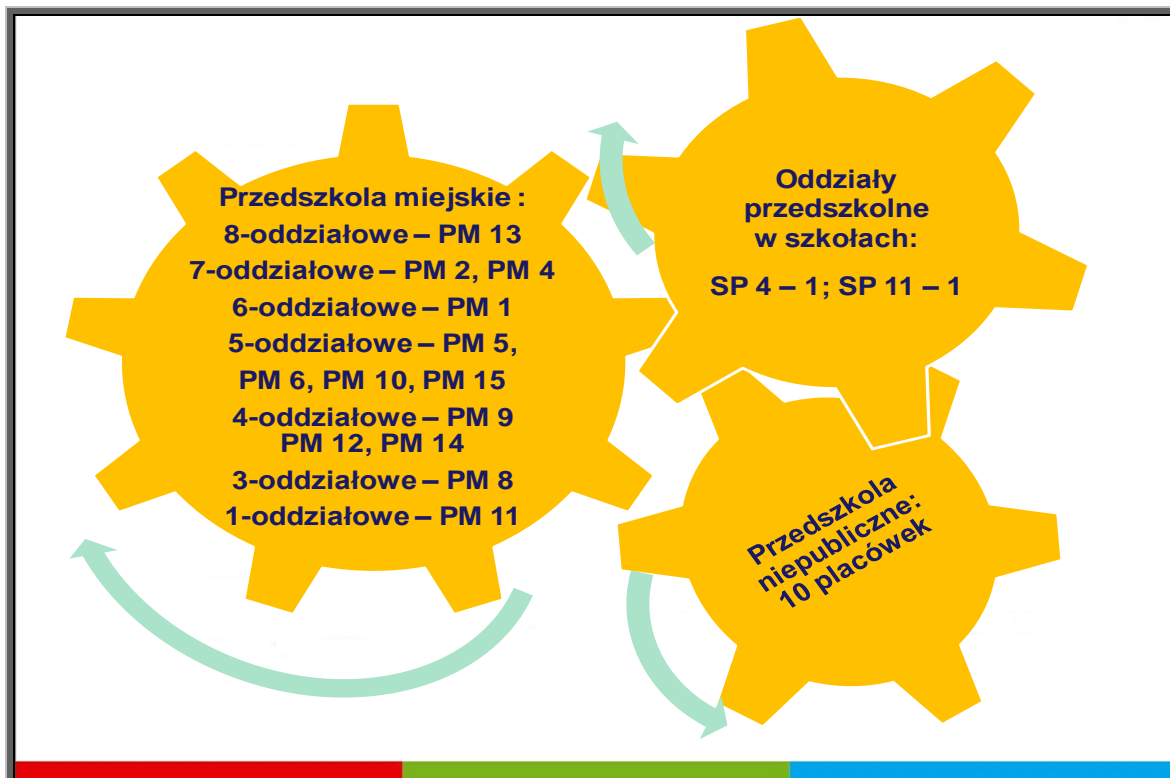 Przedszkola miejskie :
8-oddziałowe – PM 13
7-oddziałowe – PM 2, PM 4
6-oddziałowe – PM 1
5-oddziałowe – PM 5,
PM 6, PM 10, PM 15
4-oddziałowe – PM 9
PM 12, PM 14
3-oddziałowe – PM 8
1-oddziałowe – PM 11
Oddziały
przedszkolne
w szkołach:
SP 4 – 1; SP 11 – 1
Przedszkola
niepubliczne:
10 placówek